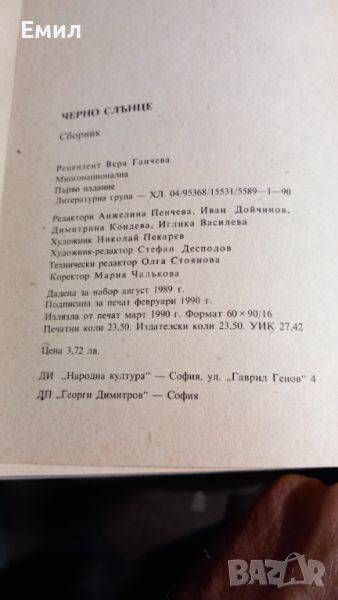 Емил
ЧЕРНО СЛЪНЦЕ
Сборник
Рецензент Вера Ганчева
Многонационална
Първо издание
Литературна група — ХЛ. 04/95368/15531/5589—1—90
Редактори Анжелина Пенчева, Иван Дойчинов,
Димитрина Кондева, Иглика Василева
Художник Николай Пекарев
Художник-редактор Стефан Десподов
Технически редактор Олга Стоянова
Коректор Мария Чалъкова
Дадена за набор август 1989 г.
Подписана за печат февруари 1990 г.
Излязла от печат март 1990 г. Формат 60 × 90/16
Печатни коли 23,50. Издателски коли 23,50. УИК 27,42
Цена 3,72 лв.
ДИ „Народна култура“ — София, ул. „Гаврил Генов“ 4
ДП „Георги Димитров“ — София
BAZAR
bg